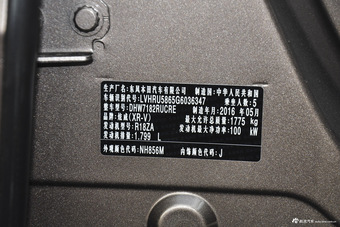 生产厂名: 东风本田汽车有限公司 制造国: 中华人民共和国
车辆识别代号: LVHRU5865G6036347 乘坐人数: 5
整车型号: DHW7182RUCRE 制造年月: 2016 年 05月
品牌: 炫威(XR-V) 最大允许总质量: 1775 kg
发动机型号: R18ZA 发动机最大净功率: 100 kW
发动机排量: 1.799 L
外观颜色代码: NH856M 内饰颜色代码: J